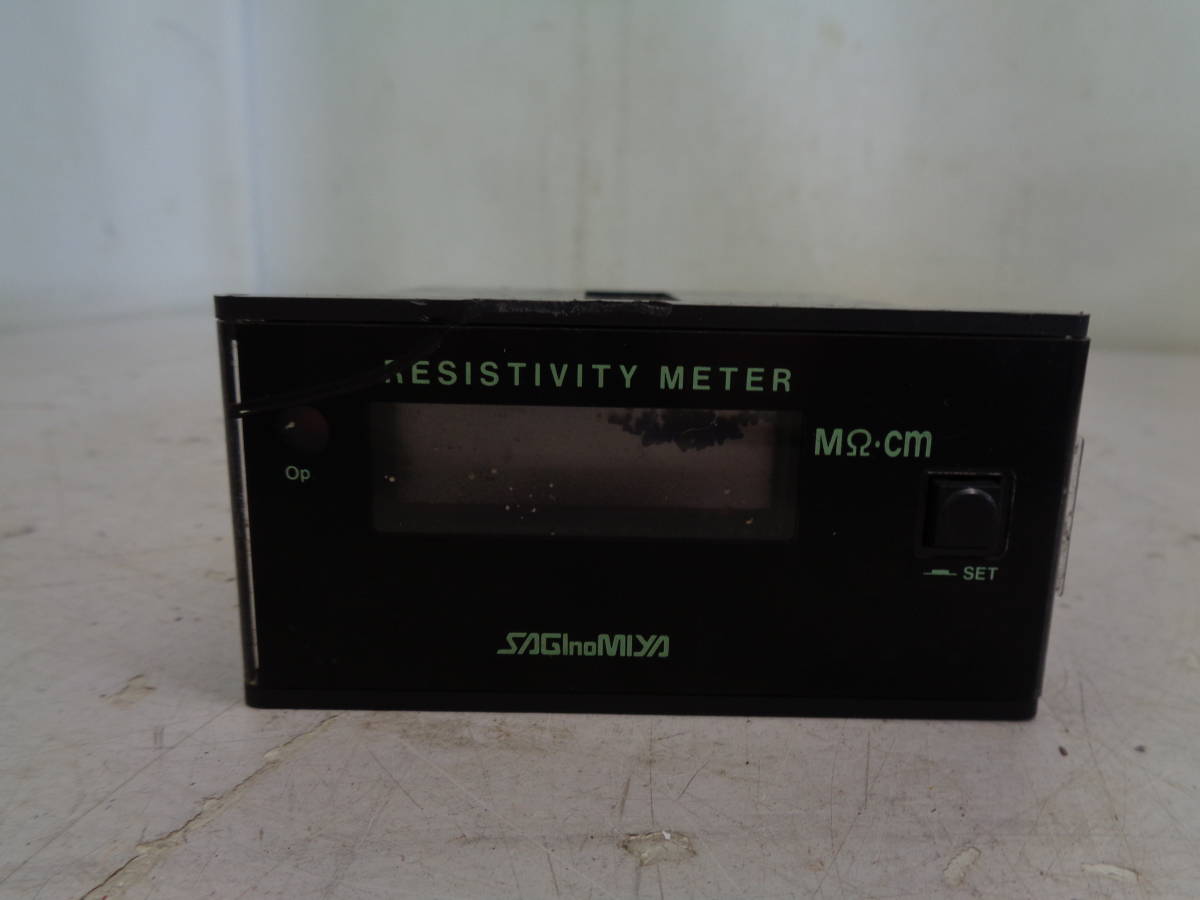 RESISTIVITY METER
MΩ·cm
Op
SET
SAGInoMIYA